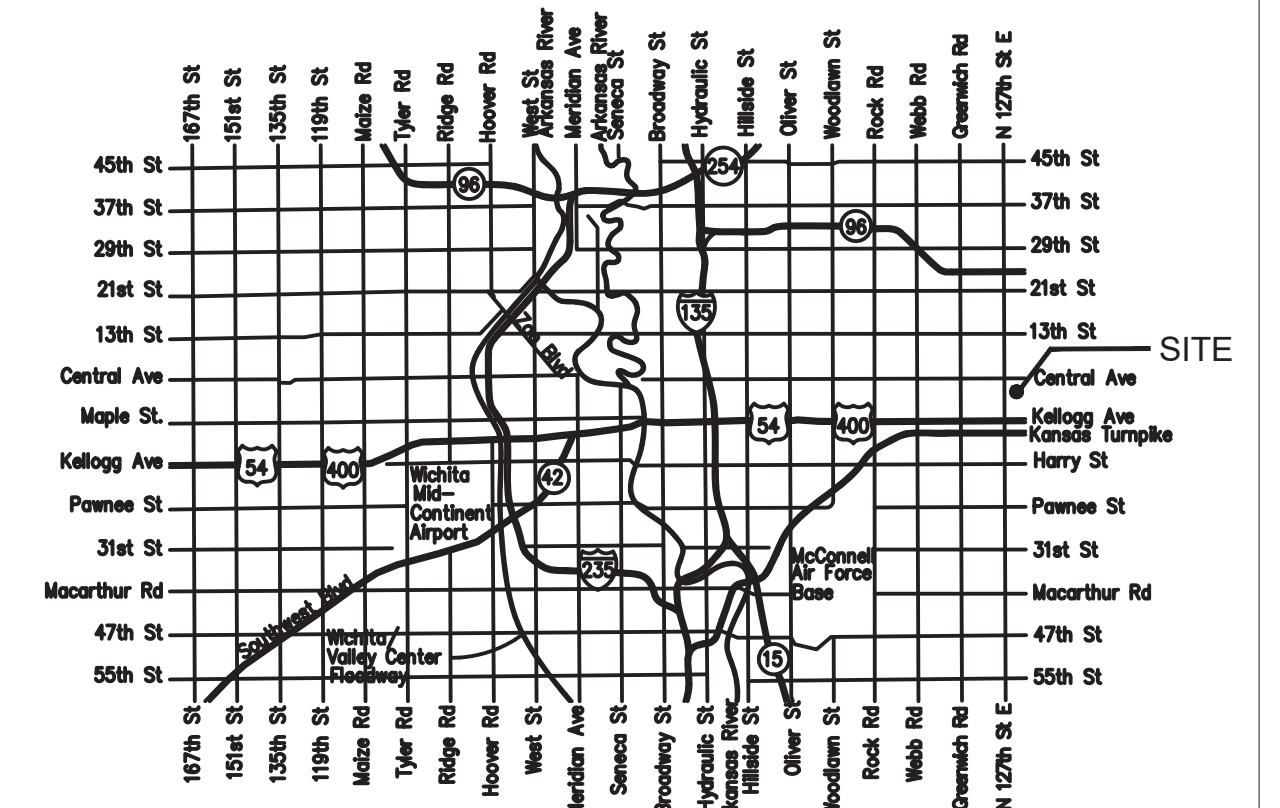 167th St
151st St
135th St
119th St
Maize Rd
Tyler Rd
Ridge Rd
Hoover Rd
West St
Arkansas River
Meridian Ave
Arkansas River
Seneca St
Broadway St
Hydraulic St
Hillside St
Oliver St
Woodlawn St
Rock Rd
Webb Rd
Greenwich Rd
N 127th St E
45th St
254
45th St
96
37th St
37th St
96
29th St
29th St
21st St
21st St
135
13th St
Zoo Blvd
13th St
SITE
Central Ave
Central Ave
Maple St.
54
400
Kellogg Ave
Kansas Turnpike
Kellogg Ave
54
400
Harry St
Wichita
Mid-
Continent
Airport
42
Pawnee St
Pawnee St
31st St
31st St
McConnell
Air Force
Base
235
Macarthur Rd
Macarthur Rd
Southwest Blvd
47th St
47th St
Wichita/
Valley Center
Floodway
15
55th St
55th St
167th St
151st St
135th St
119th St
Maize Rd
Tyler Rd
Ridge Rd
Hoover Rd
West St
eridian Ave
Seneca St
roadway St
Hydraulic St
kansas River
Hillside St
Oliver St
oodlawn St
Rock Rd
Webb Rd
Greenwich Rd
N 127th St E